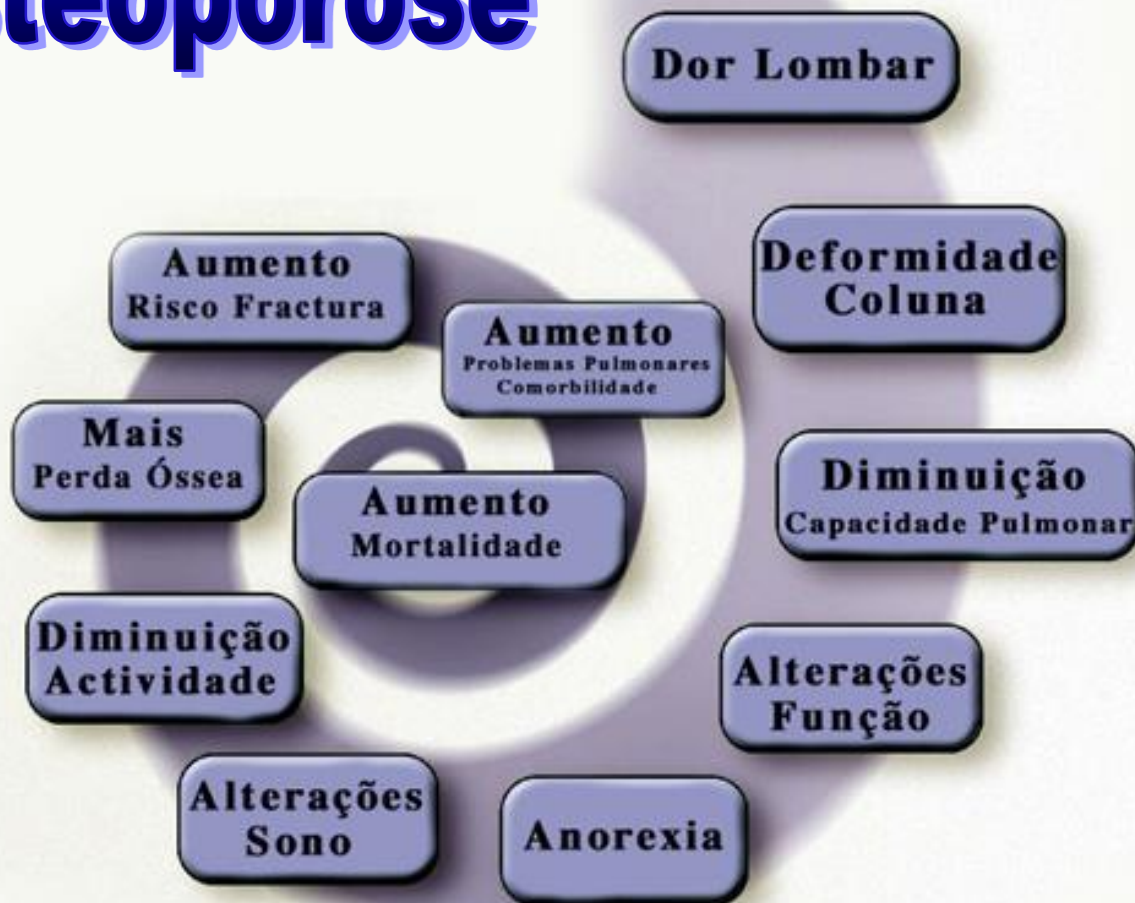 steoporose
Dor Lombar
Deformidade
Coluna
Diminuição
Capacidade Pulmonar
Alterações
Função
Anorexia
Alterações
Sono
Diminuição
Actividade
Mais
Perda Óssea
Aumento
Risco Fractura
Aumento
Problemas Pulmonares
Comorbilidade
Aumento
Mortalidade